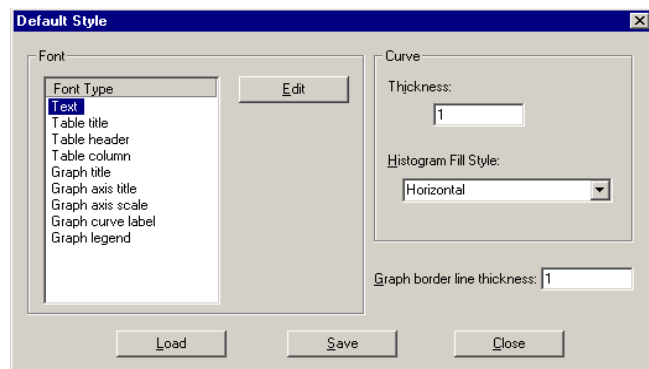 Default Style
Font
Font Type
Text
Table title
Table header
Table column
Graph title
Graph axis title
Graph axis scale
Graph curve label
Graph legend
Edit
Curve
Thickness:
1
Histogram Fill Style:
Horizontal
Graph border line thickness: 1
Load Save Close